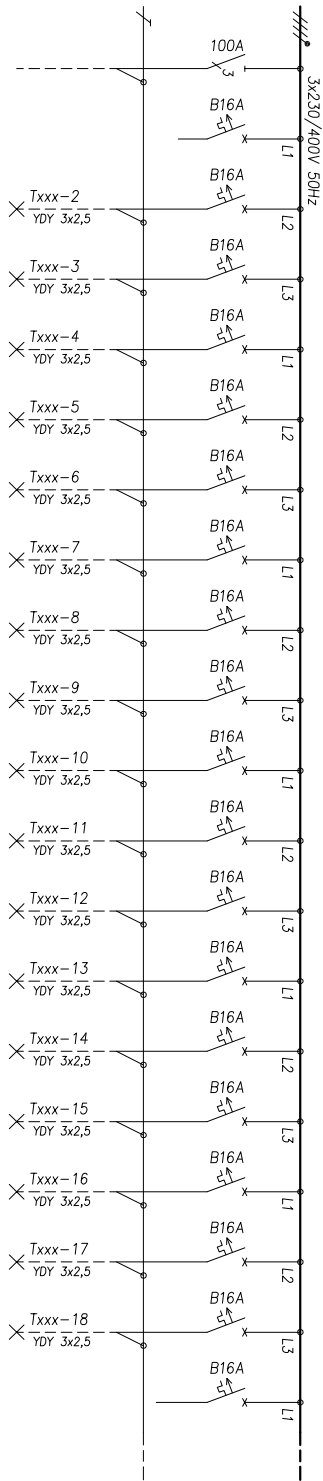 3x230/400V 50Hz
100A
3
B16A
L1
B16A
L2
Txxx-2
YDY 3x2,5
B16A
L3
Txxx-3
YDY 3x2,5
B16A
L1
Txxx-4
YDY 3x2,5
B16A
L2
Txxx-5
YDY 3x2,5
B16A
L3
Txxx-6
YDY 3x2,5
B16A
L1
Txxx-7
YDY 3x2,5
B16A
L2
Txxx-8
YDY 3x2,5
B16A
L3
Txxx-9
YDY 3x2,5
B16A
L1
Txxx-10
YDY 3x2,5
B16A
L2
Txxx-11
YDY 3x2,5
B16A
L3
Txxx-12
YDY 3x2,5
B16A
L1
Txxx-13
YDY 3x2,5
B16A
L2
Txxx-14
YDY 3x2,5
B16A
L3
Txxx-15
YDY 3x2,5
B16A
L1
Txxx-16
YDY 3x2,5
B16A
L2
Txxx-17
YDY 3x2,5
B16A
L3
Txxx-18
YDY 3x2,5
B16A
L1